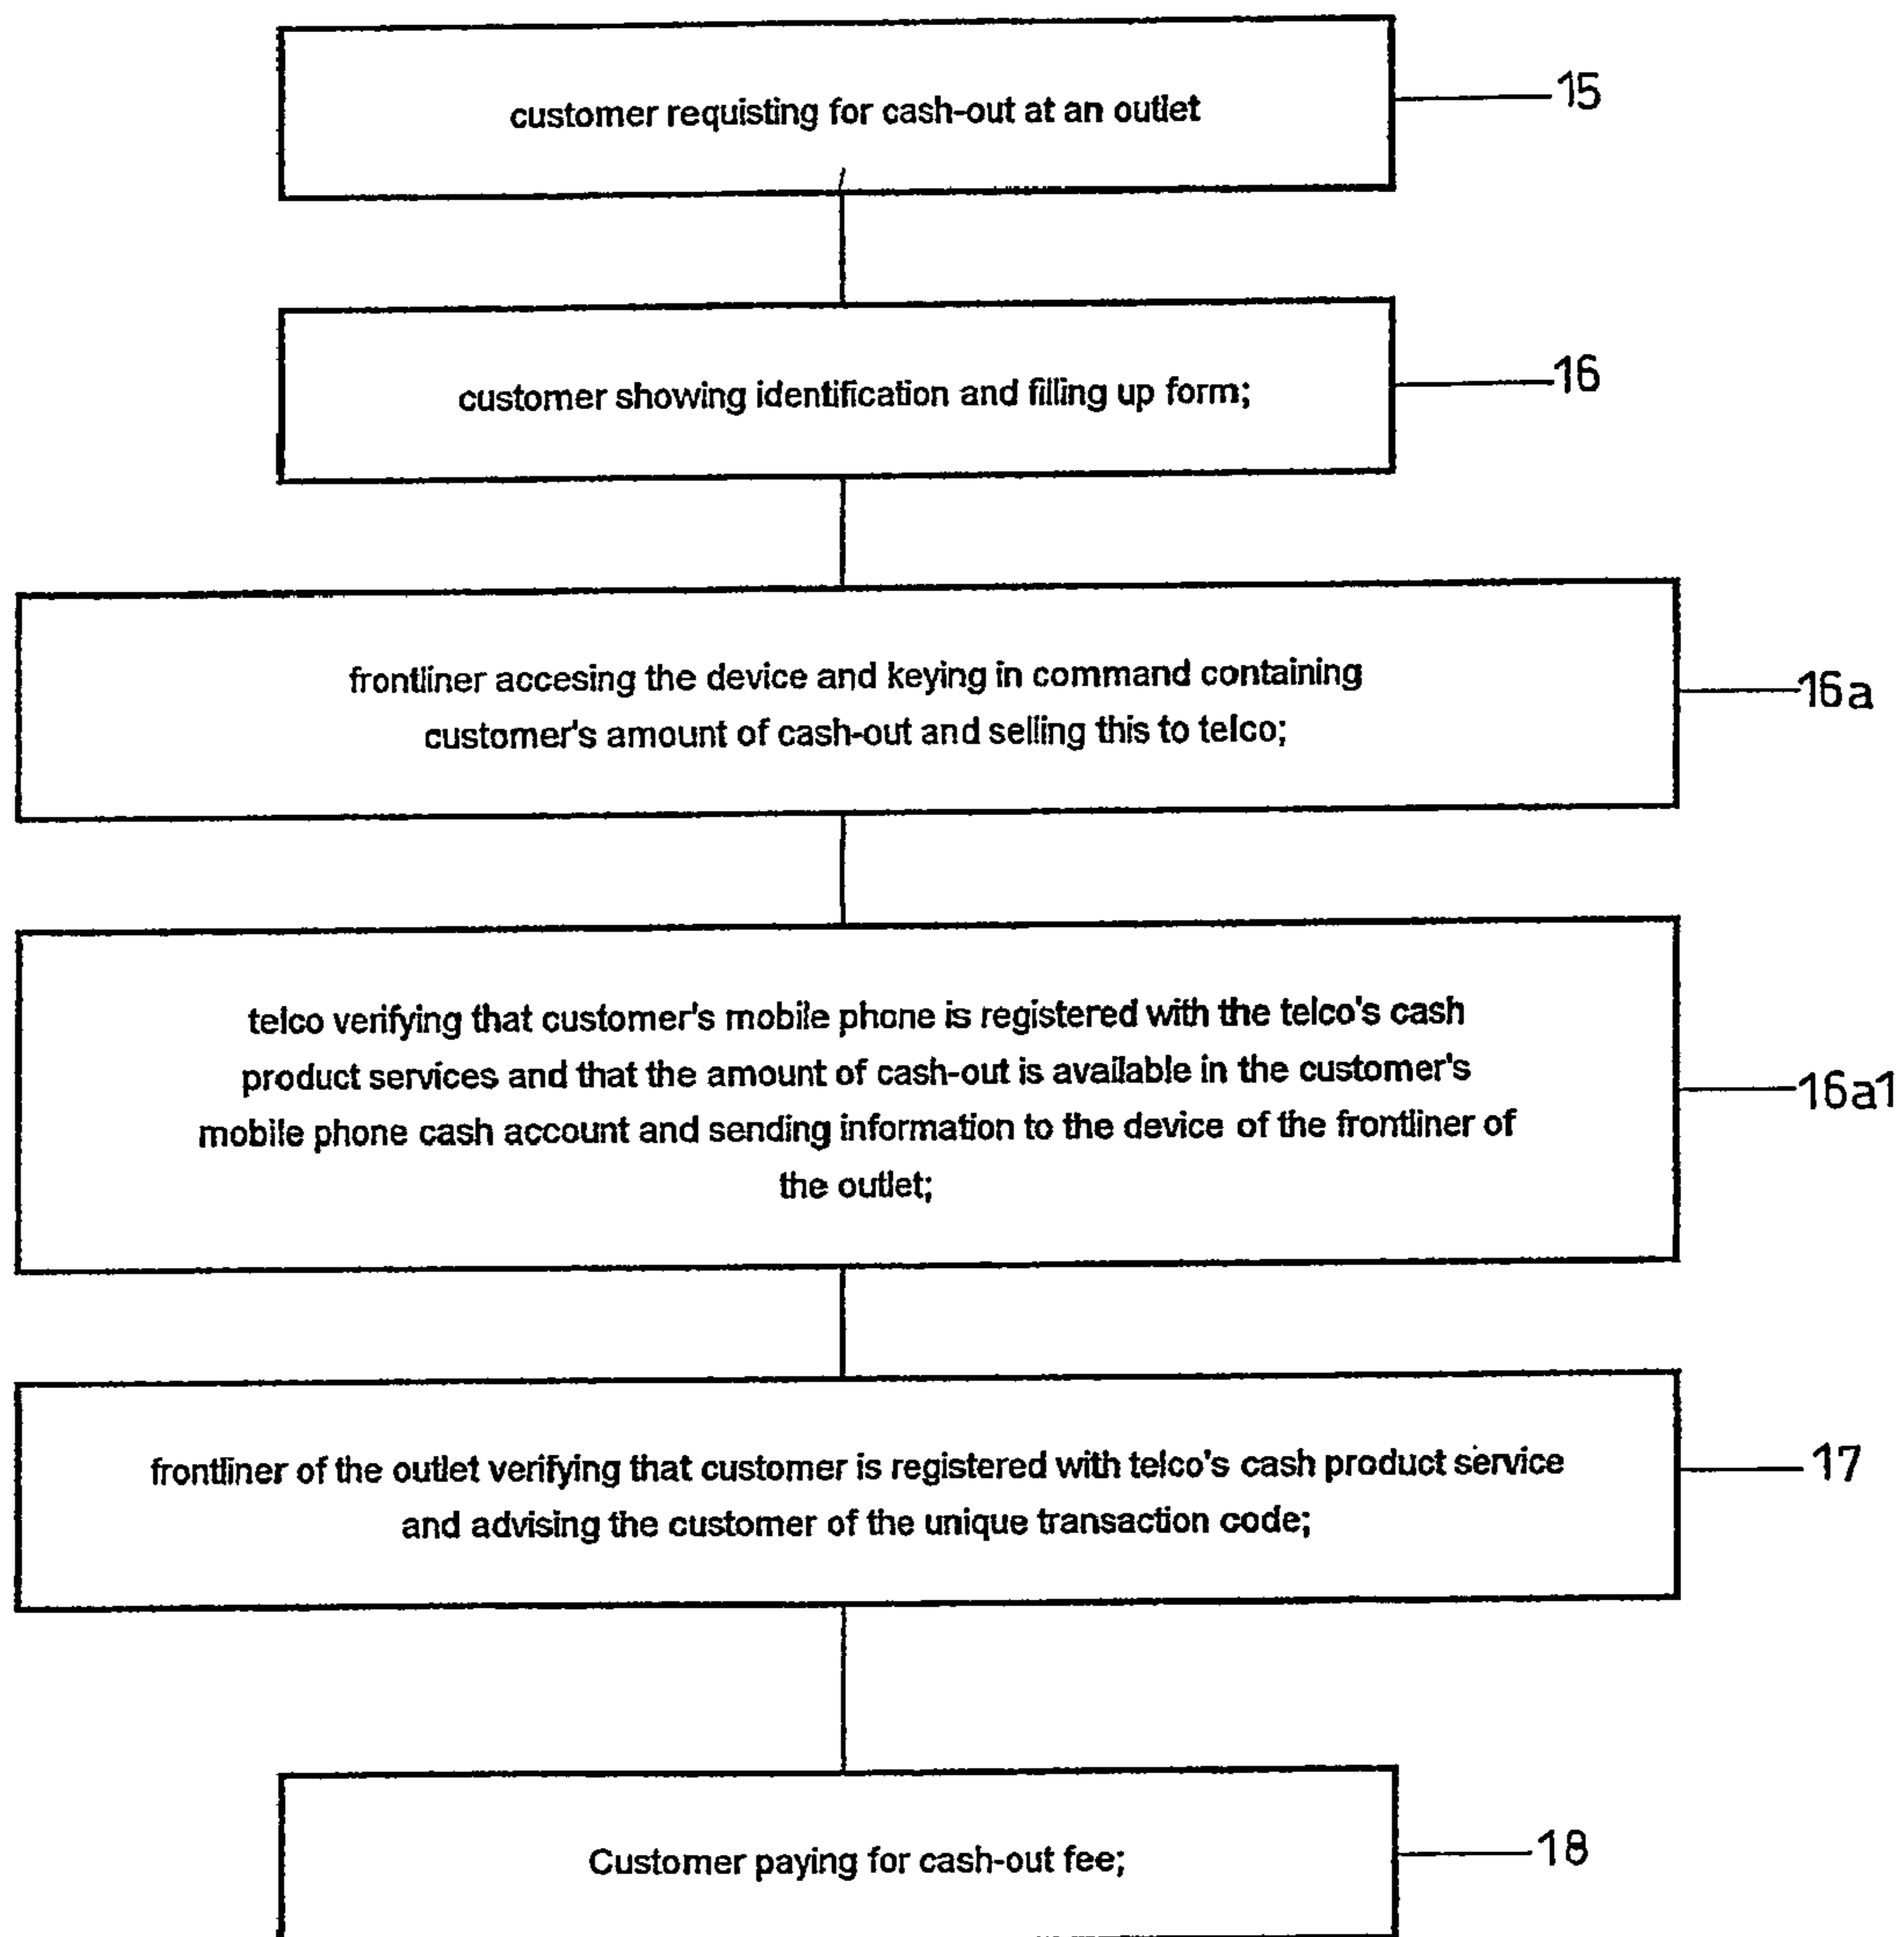 customer requisting for cash-out at an outlet
15
customer showing identification and filling up form;
16
frontliner accesing the device and keying in command containing
customer's amount of cash-out and selling this to telco;
16a
telco verifying that customer's mobile phone is registered with the telco's cash
product services and that the amount of cash-out is available in the customer's
mobile phone cash account and sending information to the device of the frontliner of
the outlet;
16a1
frontliner of the outlet verifying that customer is registered with telco's cash product service
and advising the customer of the unique transaction code;
17
Customer paying for cash-out fee;
18